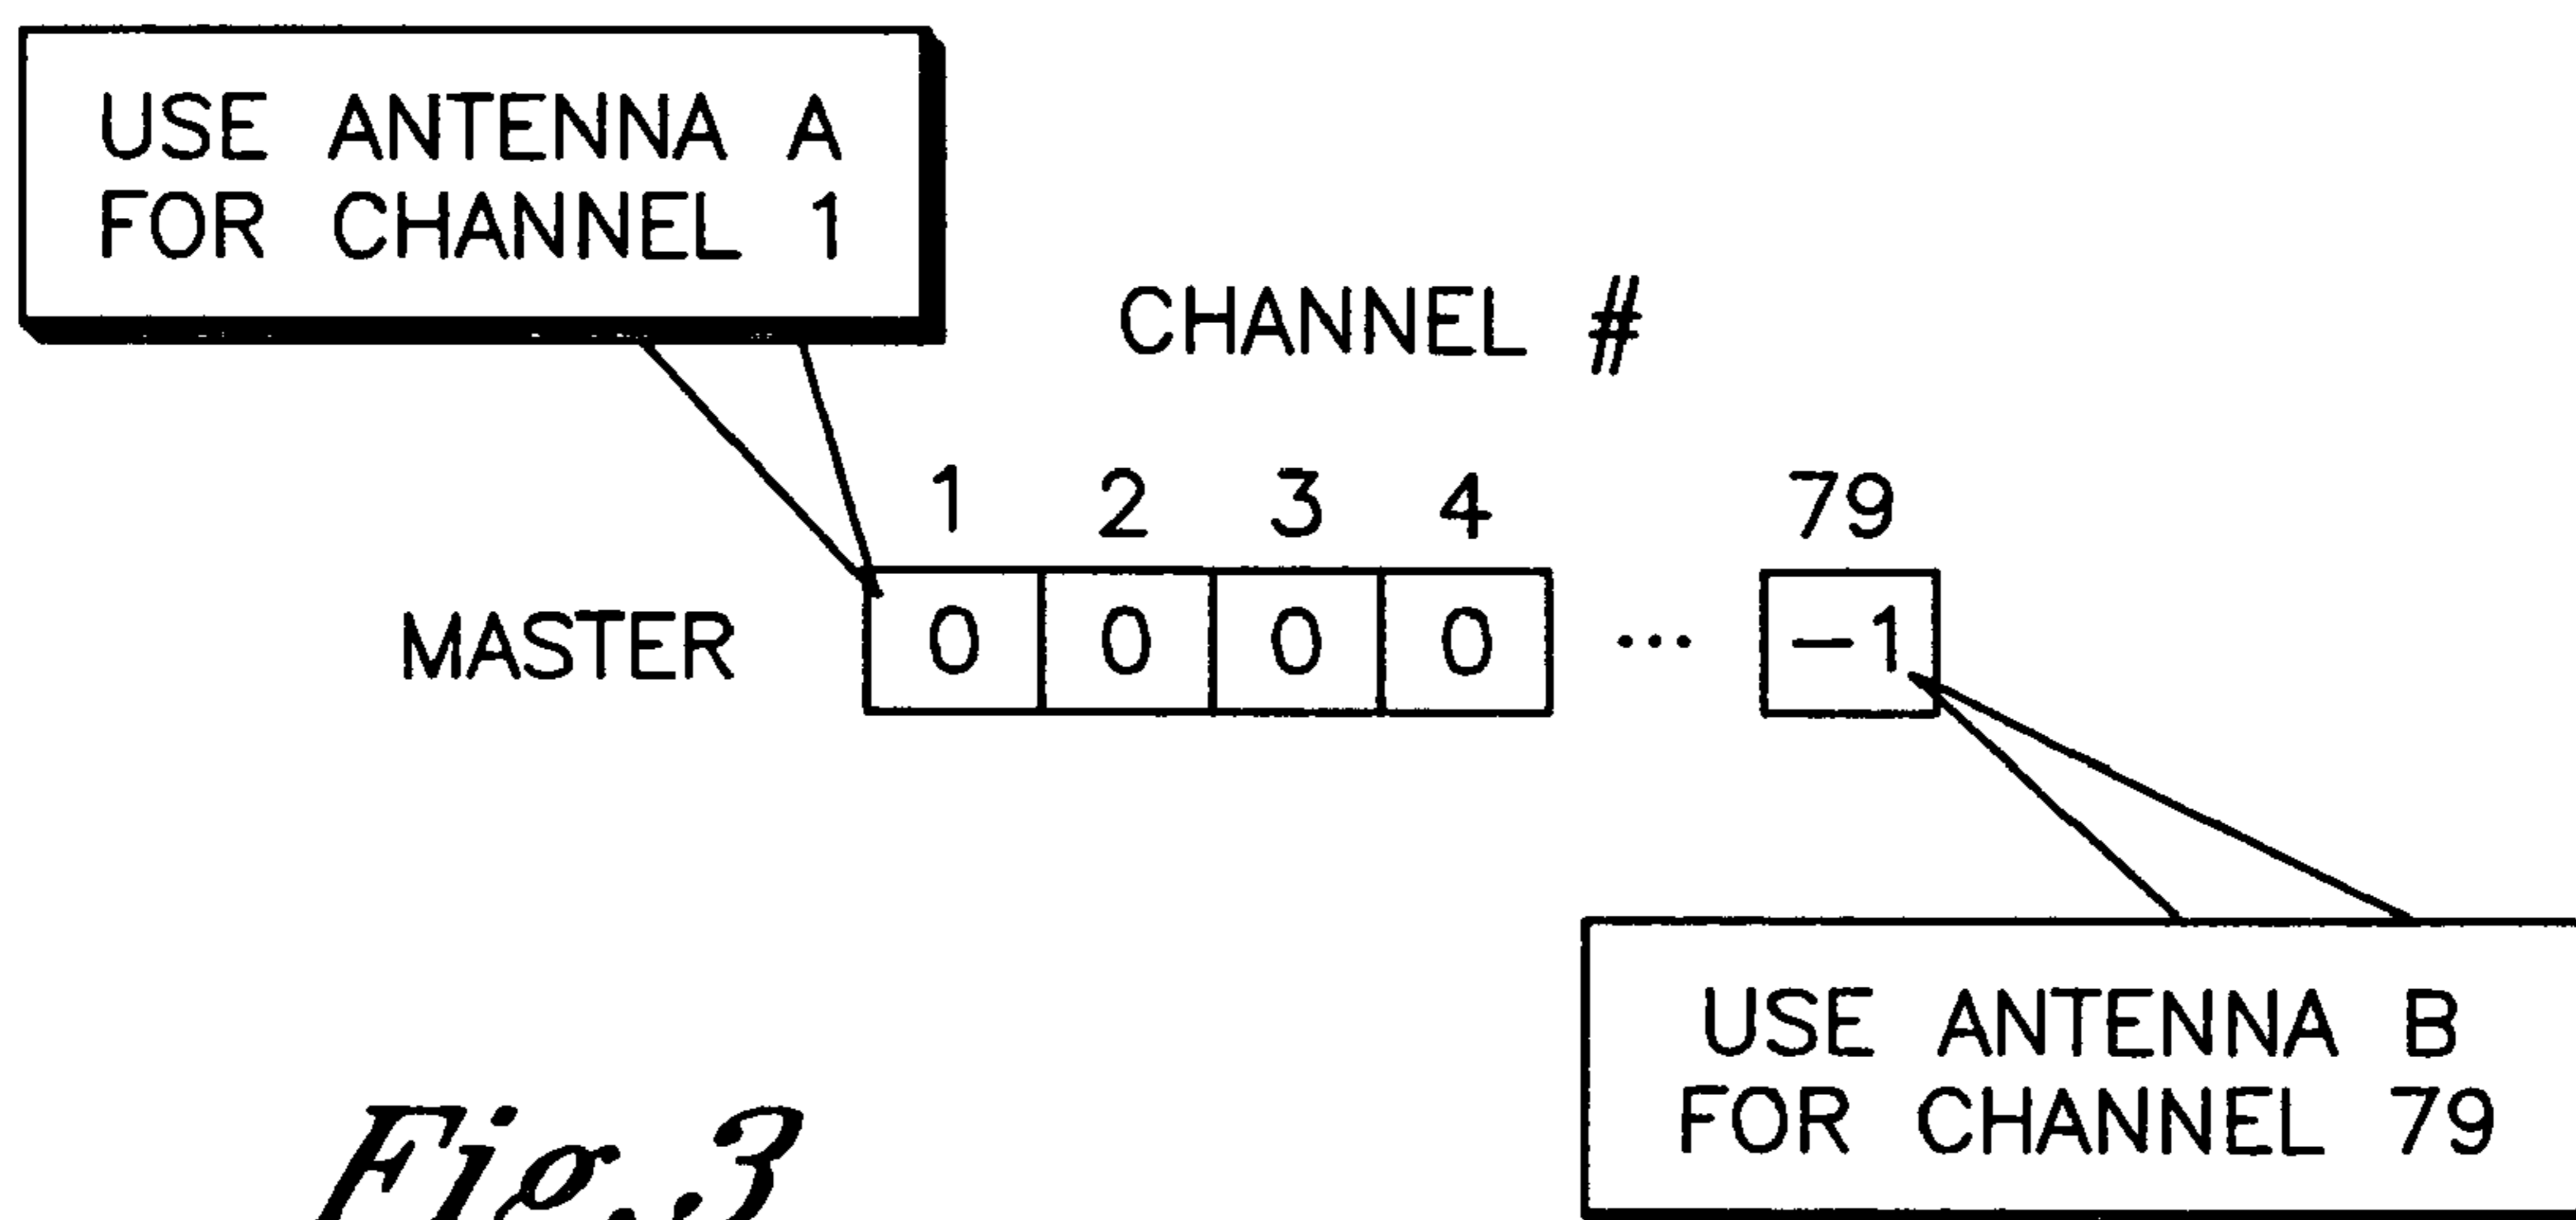 USE ANTENNA A
FOR CHANNEL 1
CHANNEL #
1 2 3 4 79
MASTER 0 0 0 0 ... -1
USE ANTENNA B
FOR CHANNEL 79
Fig.3